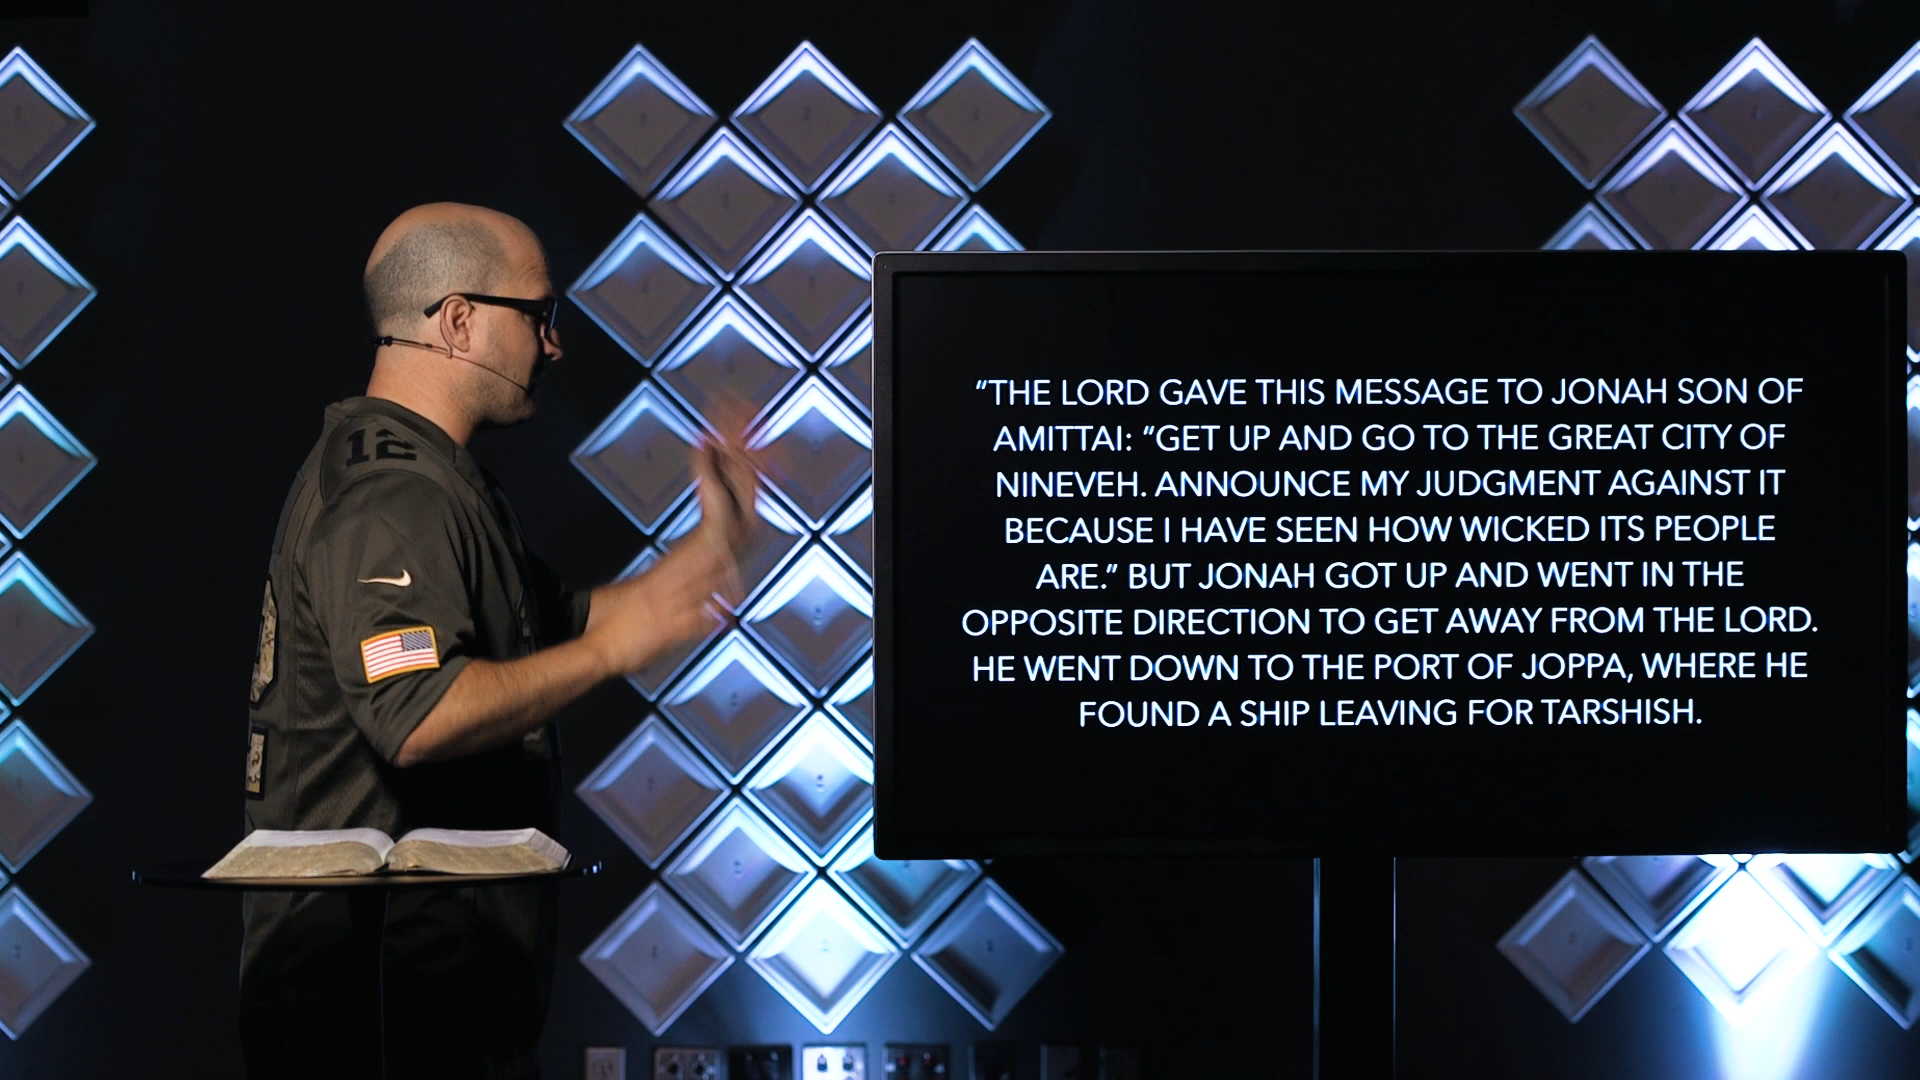 12
“THE LORD GAVE THIS MESSAGE TO JONAH SON OF
AMITTAI: “GET UP AND GO TO THE GREAT CITY OF
NINEVEH. ANNOUNCE MY JUDGMENT AGAINST IT
BECAUSE I HAVE SEEN HOW WICKED ITS PEOPLE
ARE.” BUT JONAH GOT UP AND WENT IN THE
OPPOSITE DIRECTION TO GET AWAY FROM THE LORD.
HE WENT DOWN TO THE PORT OF JOPPA, WHERE HE
FOUND A SHIP LEAVING FOR TARSHISH.